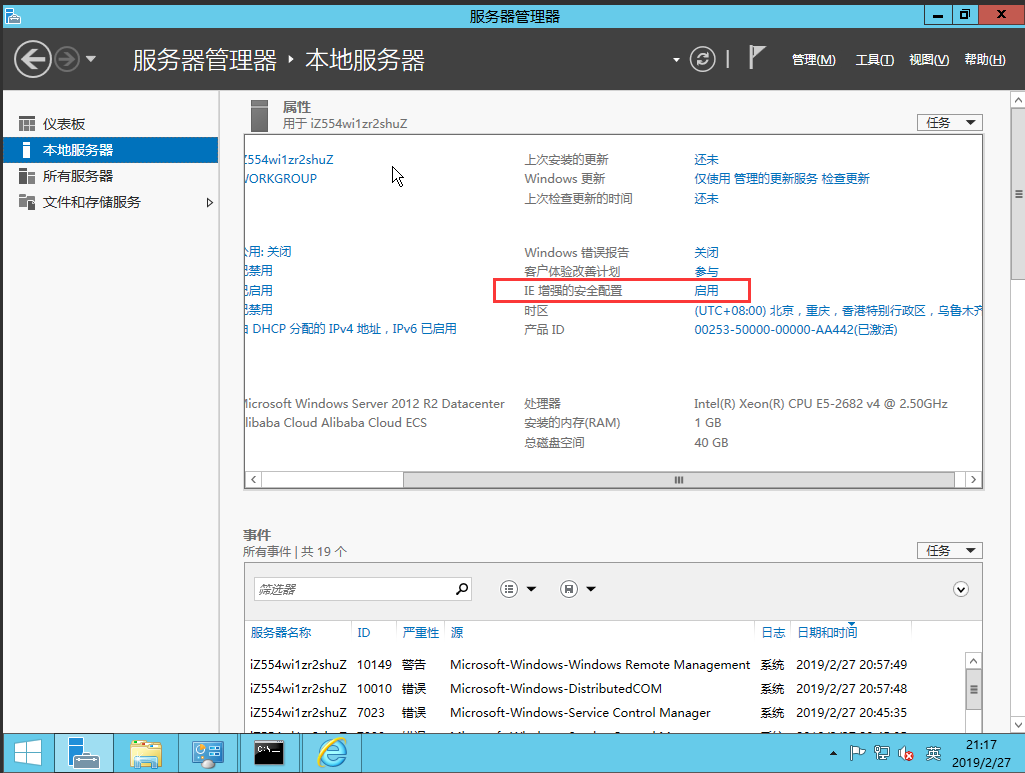 服务器管理器
服务器管理器 ‣ 本地服务器
管理(M) 工具(T) 视图(V) 帮助(H)
仪表板
本地服务器
所有服务器
文件和存储服务
属性
用于 iZ554wi1zr2shuZ
任务
Z554wi1zr2shuZ 上次安装的更新 还未
WORKGROUP Windows 更新 仅使用 管理的更新服务 检查更新
上次检查更新的时间 还未
公用: 关闭 Windows 错误报告 关闭
已禁用 客户体验改善计划 参与
已启用 IE 增强的安全配置 启用
已禁用 时区 (UTC+08:00) 北京，重庆，香港特别行政区，乌鲁木齐
由 DHCP 分配的 IPv4 地址，IPv6 已启用 产品 ID 00253-50000-00000-AA442(已激活)
Microsoft Windows Server 2012 R2 Datacenter 处理器 Intel(R) Xeon(R) CPU E5-2682 v4 @ 2.50GHz
Alibaba Cloud Alibaba Cloud ECS 安装的内存(RAM) 1 GB
总磁盘空间 40 GB
事件
所有事件 | 共 19 个
任务
筛选器
服务器名称 ID 严重性 源 日志 日期和时间
iZ554wi1zr2shuZ 10149 警告 Microsoft-Windows-Windows Remote Management 系统 2019/2/27 20:57:49
iZ554wi1zr2shuZ 10010 错误 Microsoft-Windows-DistributedCOM 系统 2019/2/27 20:57:48
iZ554wi1zr2shuZ 7023 错误 Microsoft-Windows-Service Control Manager 系统 2019/2/27 20:45:35
C:\_
英
21:17
2019/2/27